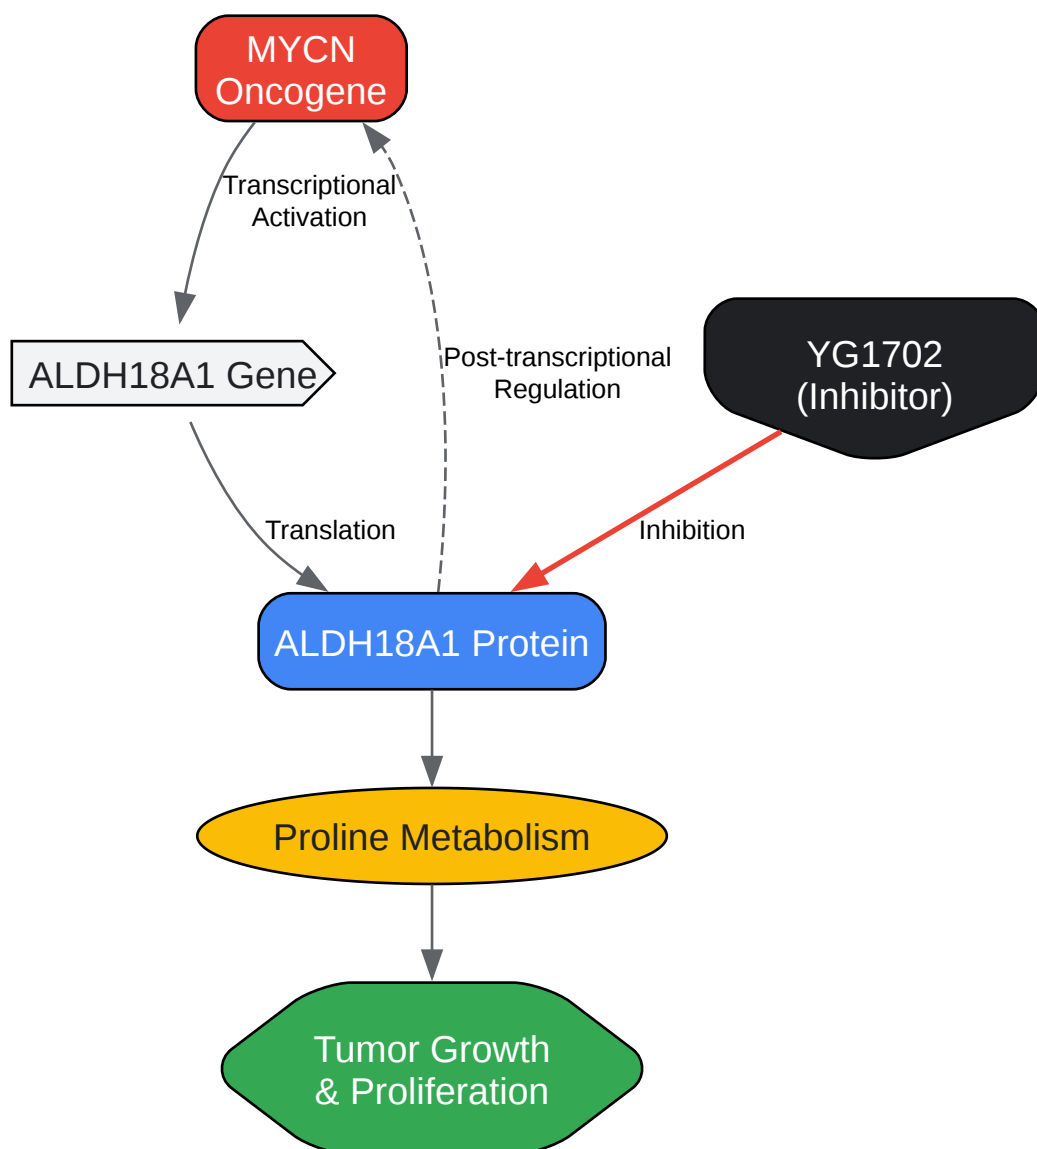 MYCN
Oncogene
Transcriptional
Activation
ALDH18A1 Gene
Post-transcriptional
Regulation
YG1702
(Inhibitor)
Translation
Inhibition
ALDH18A1 Protein
Proline Metabolism
Tumor Growth
& Proliferation